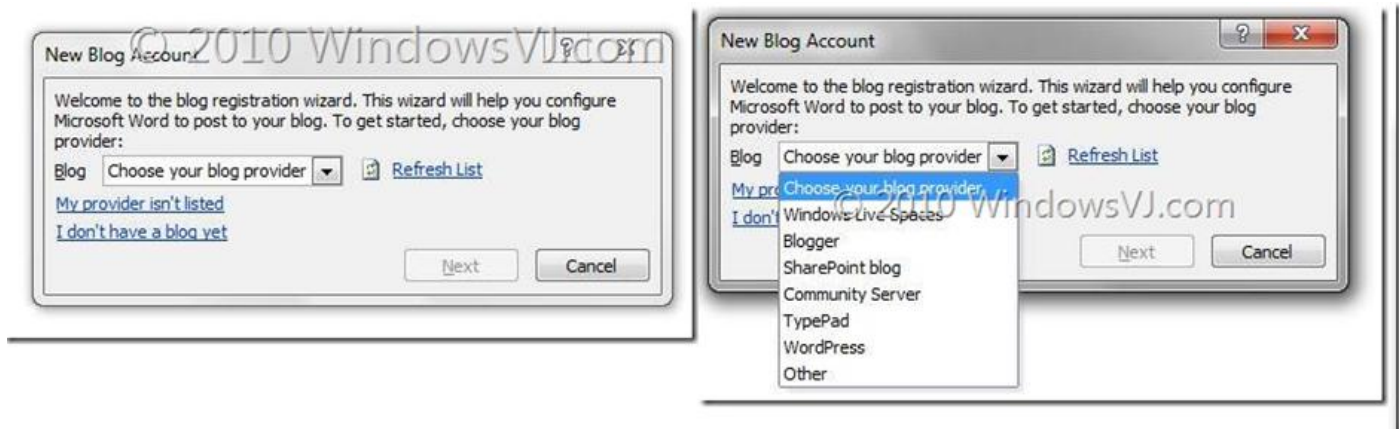 © 2010 WindowsVJ.com
New Blog Account
Welcome to the blog registration wizard. This wizard will help you configure
Microsoft Word to post to your blog. To get started, choose your blog
provider:
Blog Choose your blog provider Refresh List
My provider isn't listed
I don't have a blog yet
Next Cancel
New Blog Account
Welcome to the blog registration wizard. This wizard will help you configure
Microsoft Word to post to your blog. To get started, choose your blog
provider:
Blog Choose your blog provider Refresh List
My pro
Choose your blog provider
© 2010 WindowsVJ.com
I don't
Windows Live Spaces
Blogger
Next Cancel
SharePoint blog
Community Server
TypePad
WordPress
Other